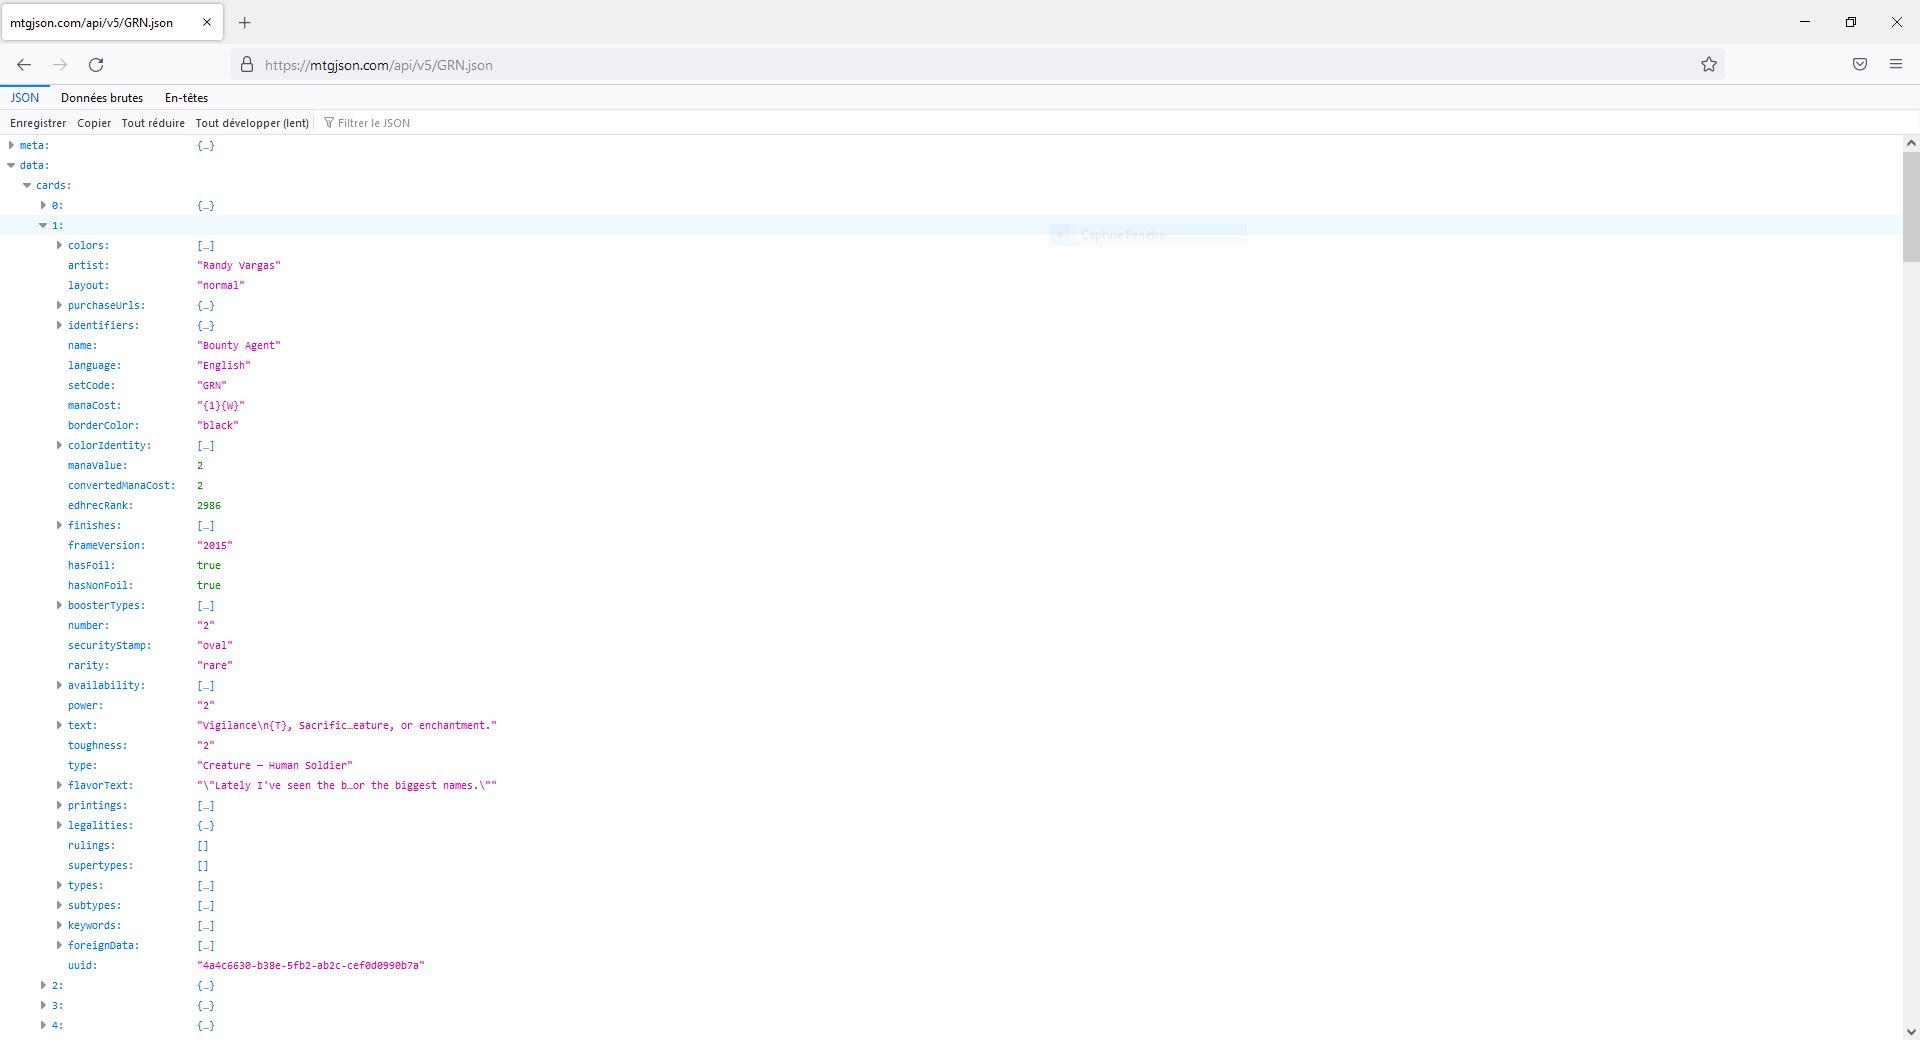 mtgjson.com/api/v5/GRN.json
https://mtgjson.com/api/v5/GRN.json
JSON Données brutes En-têtes
Enregistrer Copier Tout réduire Tout développer (lent) Filtrer le JSON
meta: {…}
data:
cards:
0: {…}
1:
Capture Fenêtre
colors: […]
artist: "Randy Vargas"
layout: "normal"
purchaseUrls: {…}
identifiers: {…}
name: "Bounty Agent"
language: "English"
setCode: "GRN"
manaCost: "{1}{W}"
borderColor: "black"
colorIdentity: […]
manaValue: 2
convertedManaCost: 2
edhrecRank: 2986
finishes: […]
frameVersion: "2015"
hasFoil: true
hasNonFoil: true
boosterTypes: […]
number: "2"
securityStamp: "oval"
rarity: "rare"
availability: […]
power: "2"
text: "Vigilance\n{T}, Sacrific…eature, or enchantment."
toughness: "2"
type: "Creature — Human Soldier"
flavorText: "\"Lately I've seen the b…or the biggest names.\""
printings: […]
legalities: {…}
rulings: []
supertypes: []
types: […]
subtypes: […]
keywords: […]
foreignData: […]
uuid: "4a4c6630-b38e-5fb2-ab2c-cef0d0990b7a"
2: {…}
3: {…}
4: {…}